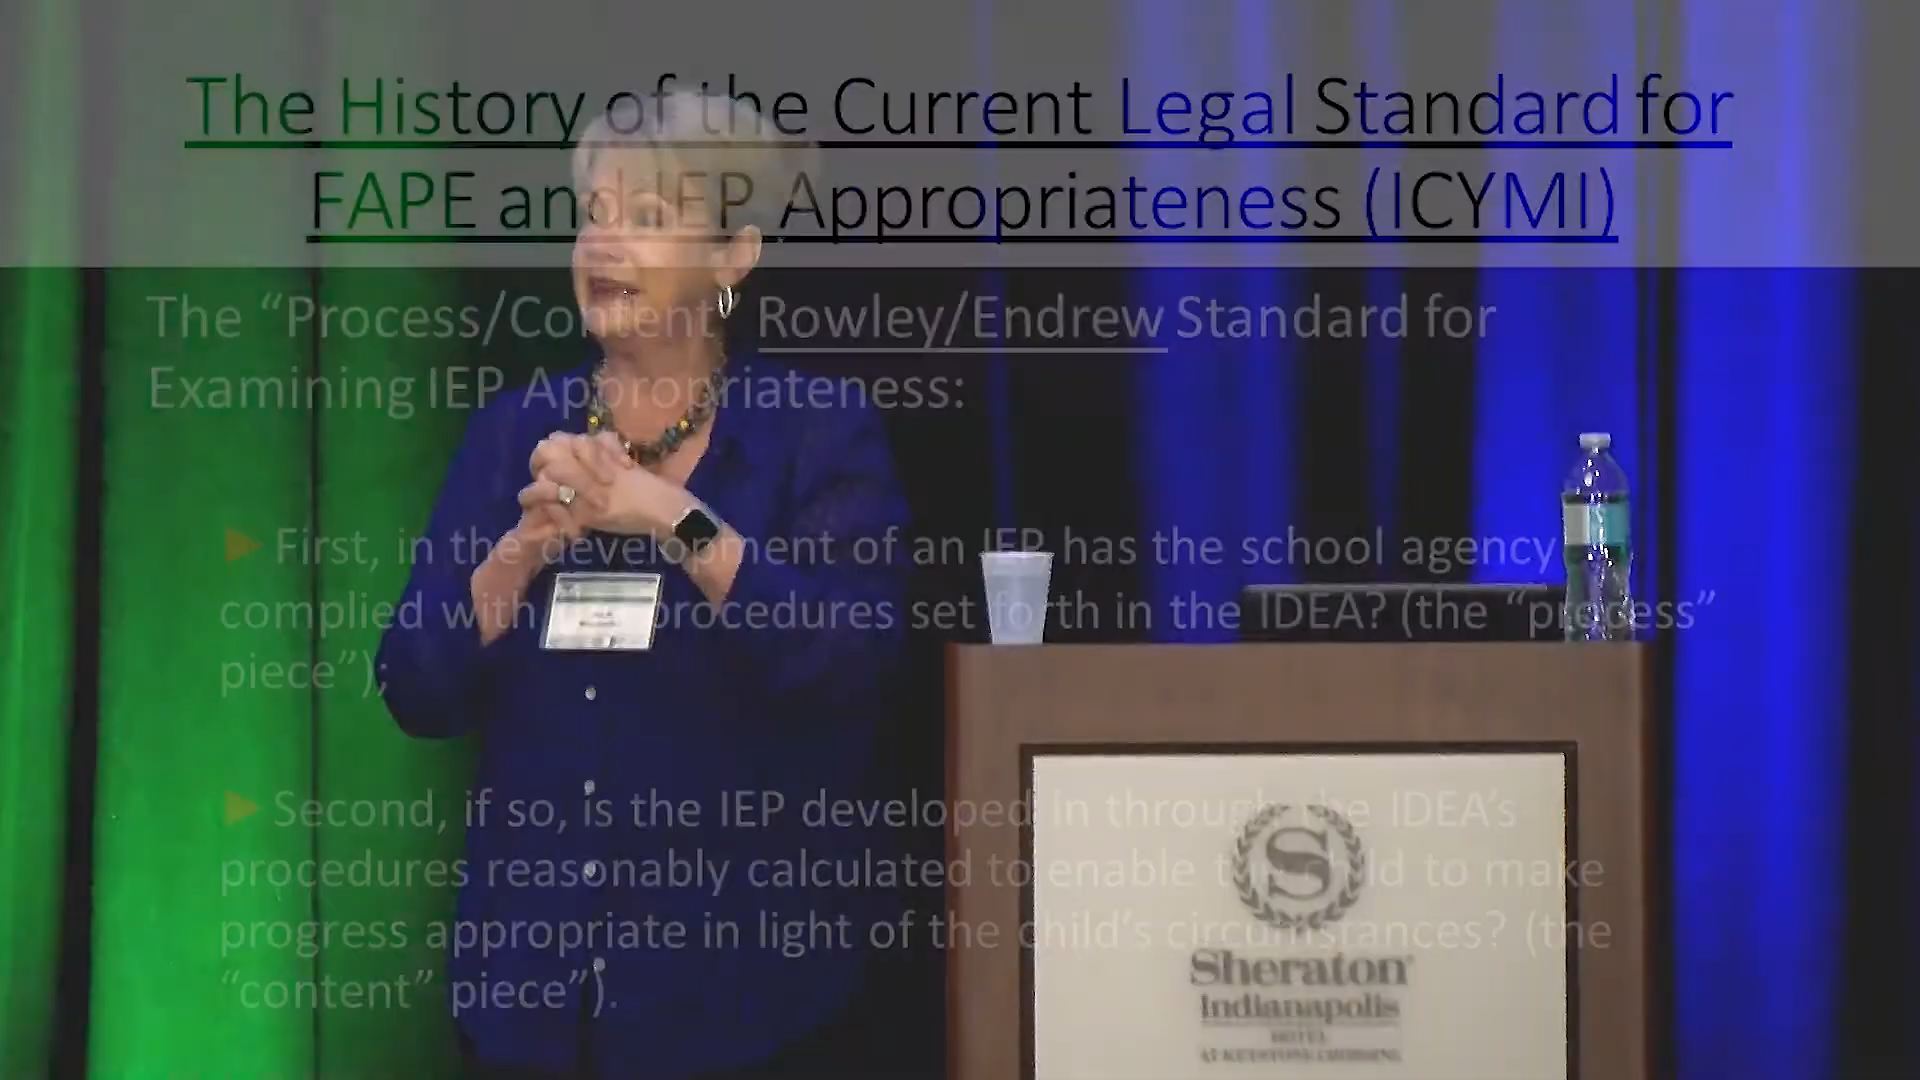 The History of the Current Legal Standard for
FAPE and IEP Appropriateness (ICYMI)
The “Process/Content” Rowley/Endrew Standard for
Examining IEP Appropriateness:
First, in the development of an IEP has the school agency
complied with the procedures set forth in the IDEA? (the “process”
piece”);
Second, if so, is the IEP developed in through the IDEA’s
procedures reasonably calculated to enable the child to make
progress appropriate in light of the child’s circumstances? (the
“content” piece”).
S
Sheraton
Indianapolis
HOTEL
AT KEYSTONE CROSSING